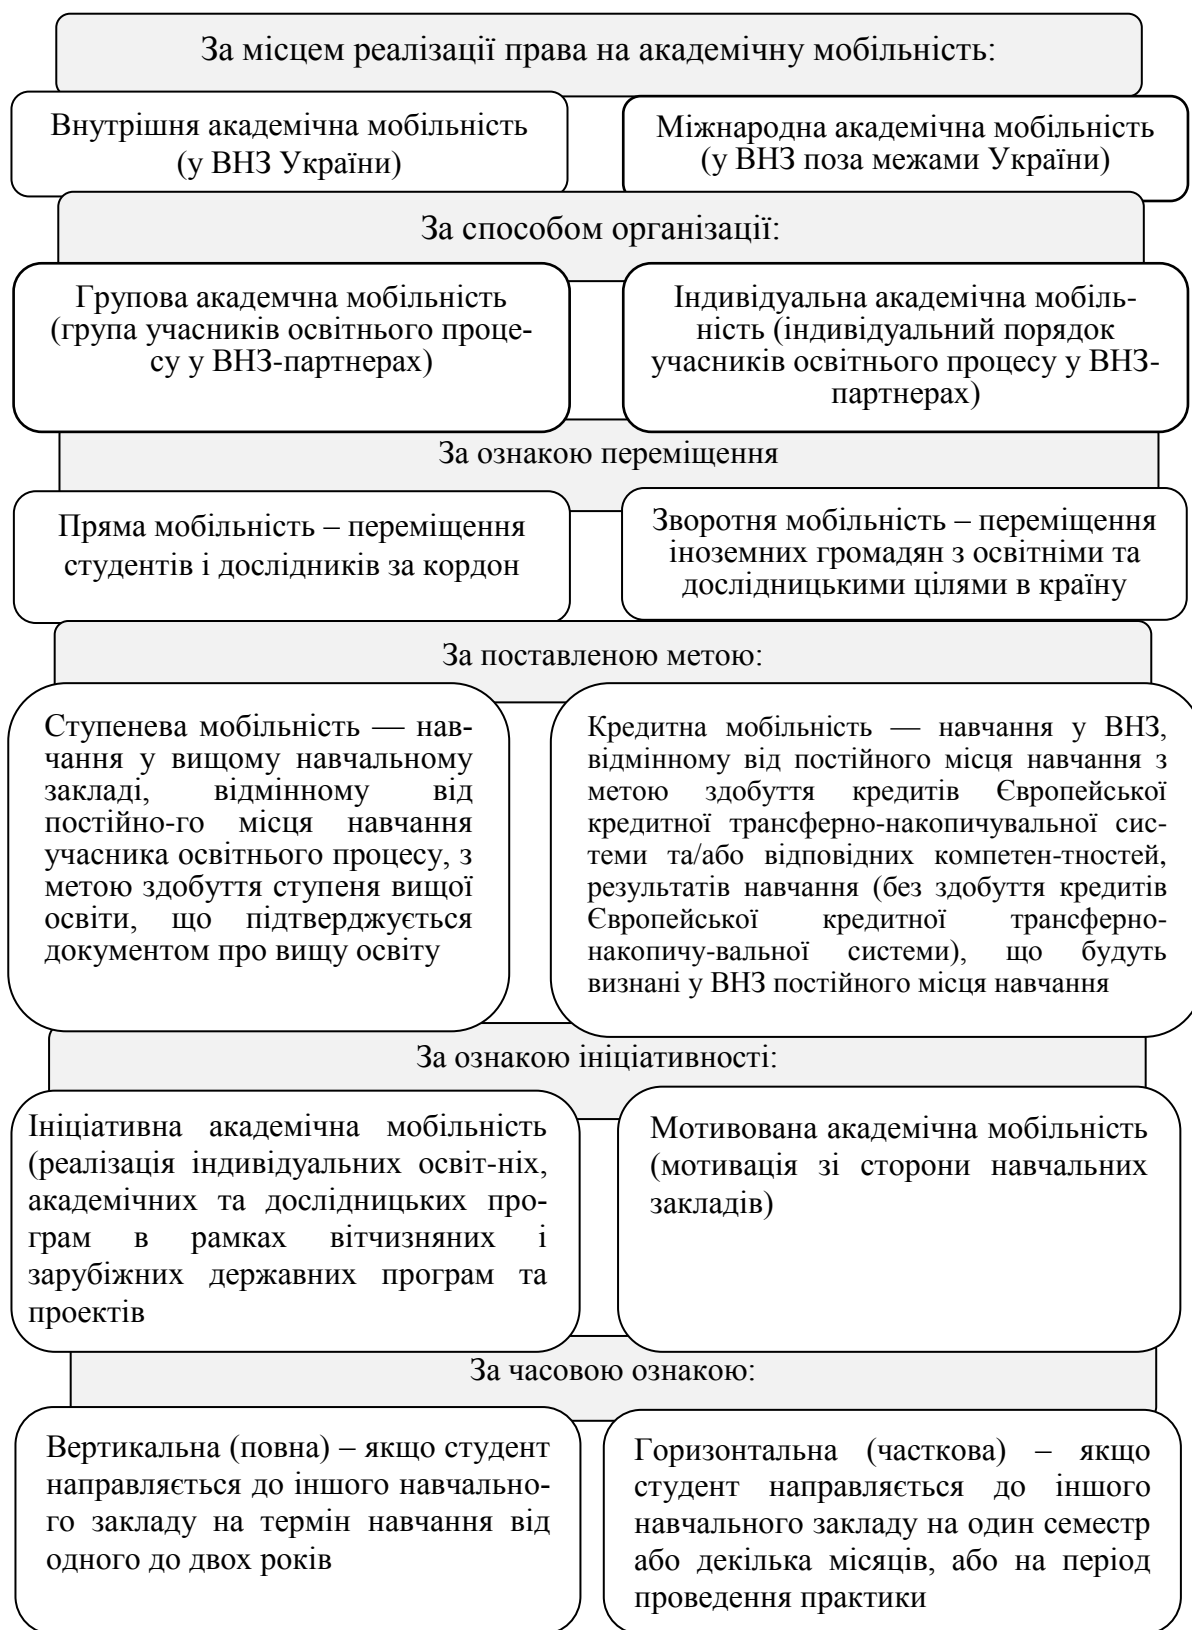 За місцем реалізації права на академічну мобільність:
Внутрішня академічна мобільність
(у ВНЗ України)
Міжнародна академічна мобільність
(у ВНЗ поза межами України)
За способом організації:
Групова академчна мобільність
(група учасників освітнього проце-
су у ВНЗ-партнерах)
Індивідуальна академічна мобіль-
ність (індивідуальний порядок
учасників освітнього процесу у ВНЗ-
партнерах)
За ознакою переміщення
Пряма мобільність – переміщення
студентів і дослідників за кордон
Зворотня мобільність – переміщення
іноземних громадян з освітніми та
дослідницькими цілями в країну
За поставленою метою:
Ступенева мобільність — нав-
чання у вищому навчальному
закладі, відмінному від
постійно-го місця навчання
учасника освітнього процесу, з
метою здобуття ступеня вищої
освіти, що підтверджується
документом про вищу освіту
Кредитна мобільність — навчання у ВНЗ,
відмінному від постійного місця навчання з
метою здобуття кредитів Європейської
кредитної трансферно-накопичувальної сис-
теми та/або відповідних компетен-тностей,
результатів навчання (без здобуття кредитів
Європейської кредитної трансферно-
накопичу-вальної системи), що будуть
визнані у ВНЗ постійного місця навчання
За ознакою ініціативності:
Ініціативна академічна мобільність
(реалізація індивідуальних освіт-ніх,
академічних та дослідницьких про-
грам в рамках вітчизняних і
зарубіжних державних програм та
проектів
Мотивована академічна мобільність
(мотивація зі сторони навчальних
закладів)
За часовою ознакою:
Вертикальна (повна) – якщо студент
направляється до іншого навчально-
го закладу на термін навчання від
одного до двох років
Горизонтальна (часткова) – якщо
студент направляється до іншого
навчального закладу на один семестр
або декілька місяців, або на період
проведення практики